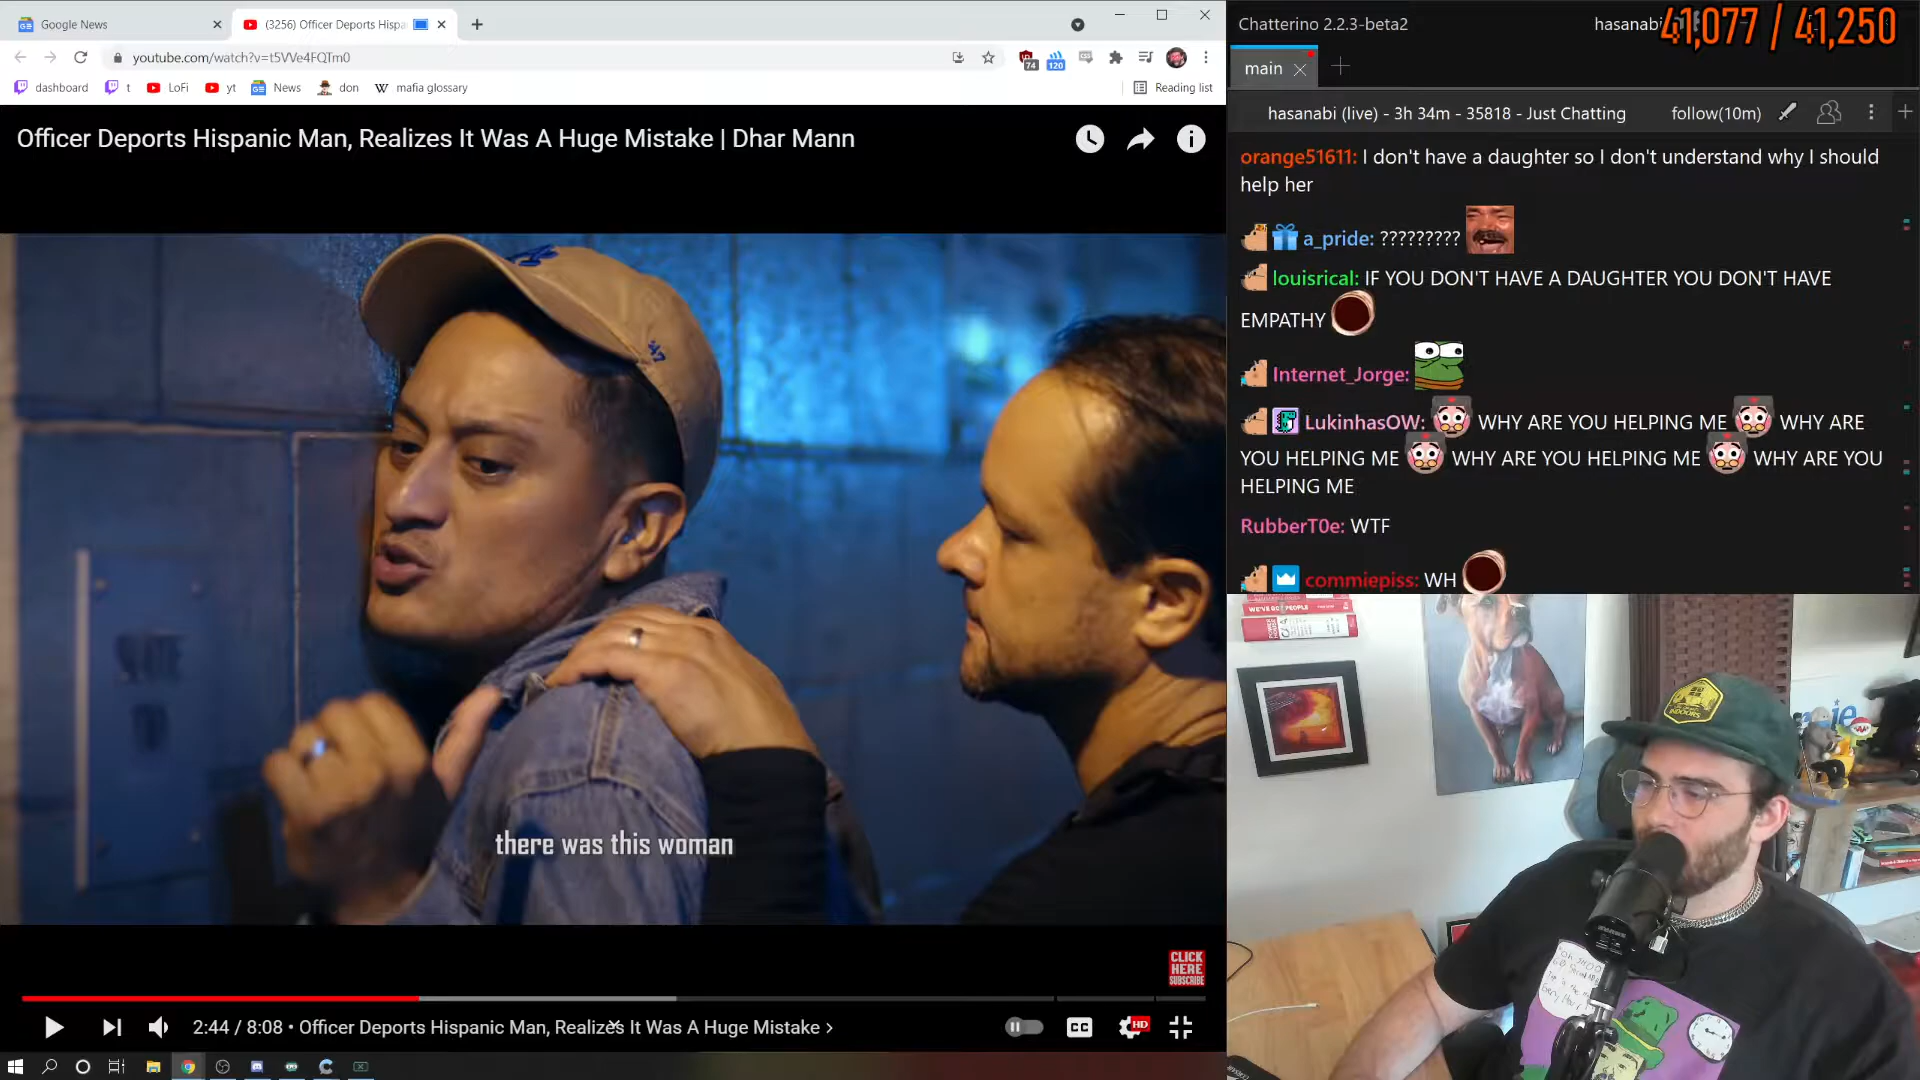 Google News
(3256) Officer Deports Hispa
youtube.com/watch?v=t5VVe4FQTm0
74
120
dashboard
t
LoFi
yt
News
don
W
mafia glossary
Reading list
Officer Deports Hispanic Man, Realizes It Was A Huge Mistake | Dhar Mann
there was this woman
CLICK
HERE
SUBSCRIBE
2:44 / 8:08 • Officer Deports Hispanic Man, Realizes It Was A Huge Mistake
CC
HD
Chatterino 2.2.3-beta2
hasanabi
41,077 / 41,250
main
hasanabi (live) - 3h 34m - 35818 - Just Chatting
follow(10m)
orange51611: I don't have a daughter so I don't understand why I should
help her
a_pride: ?????????
louisrical: IF YOU DON'T HAVE A DAUGHTER YOU DON'T HAVE
EMPATHY
Internet_Jorge:
LukinhasOW: WHY ARE YOU HELPING ME WHY ARE
YOU HELPING ME WHY ARE YOU HELPING ME WHY ARE YOU
HELPING ME
RubberT0e: WTF
commiepiss: WH
INDOORS